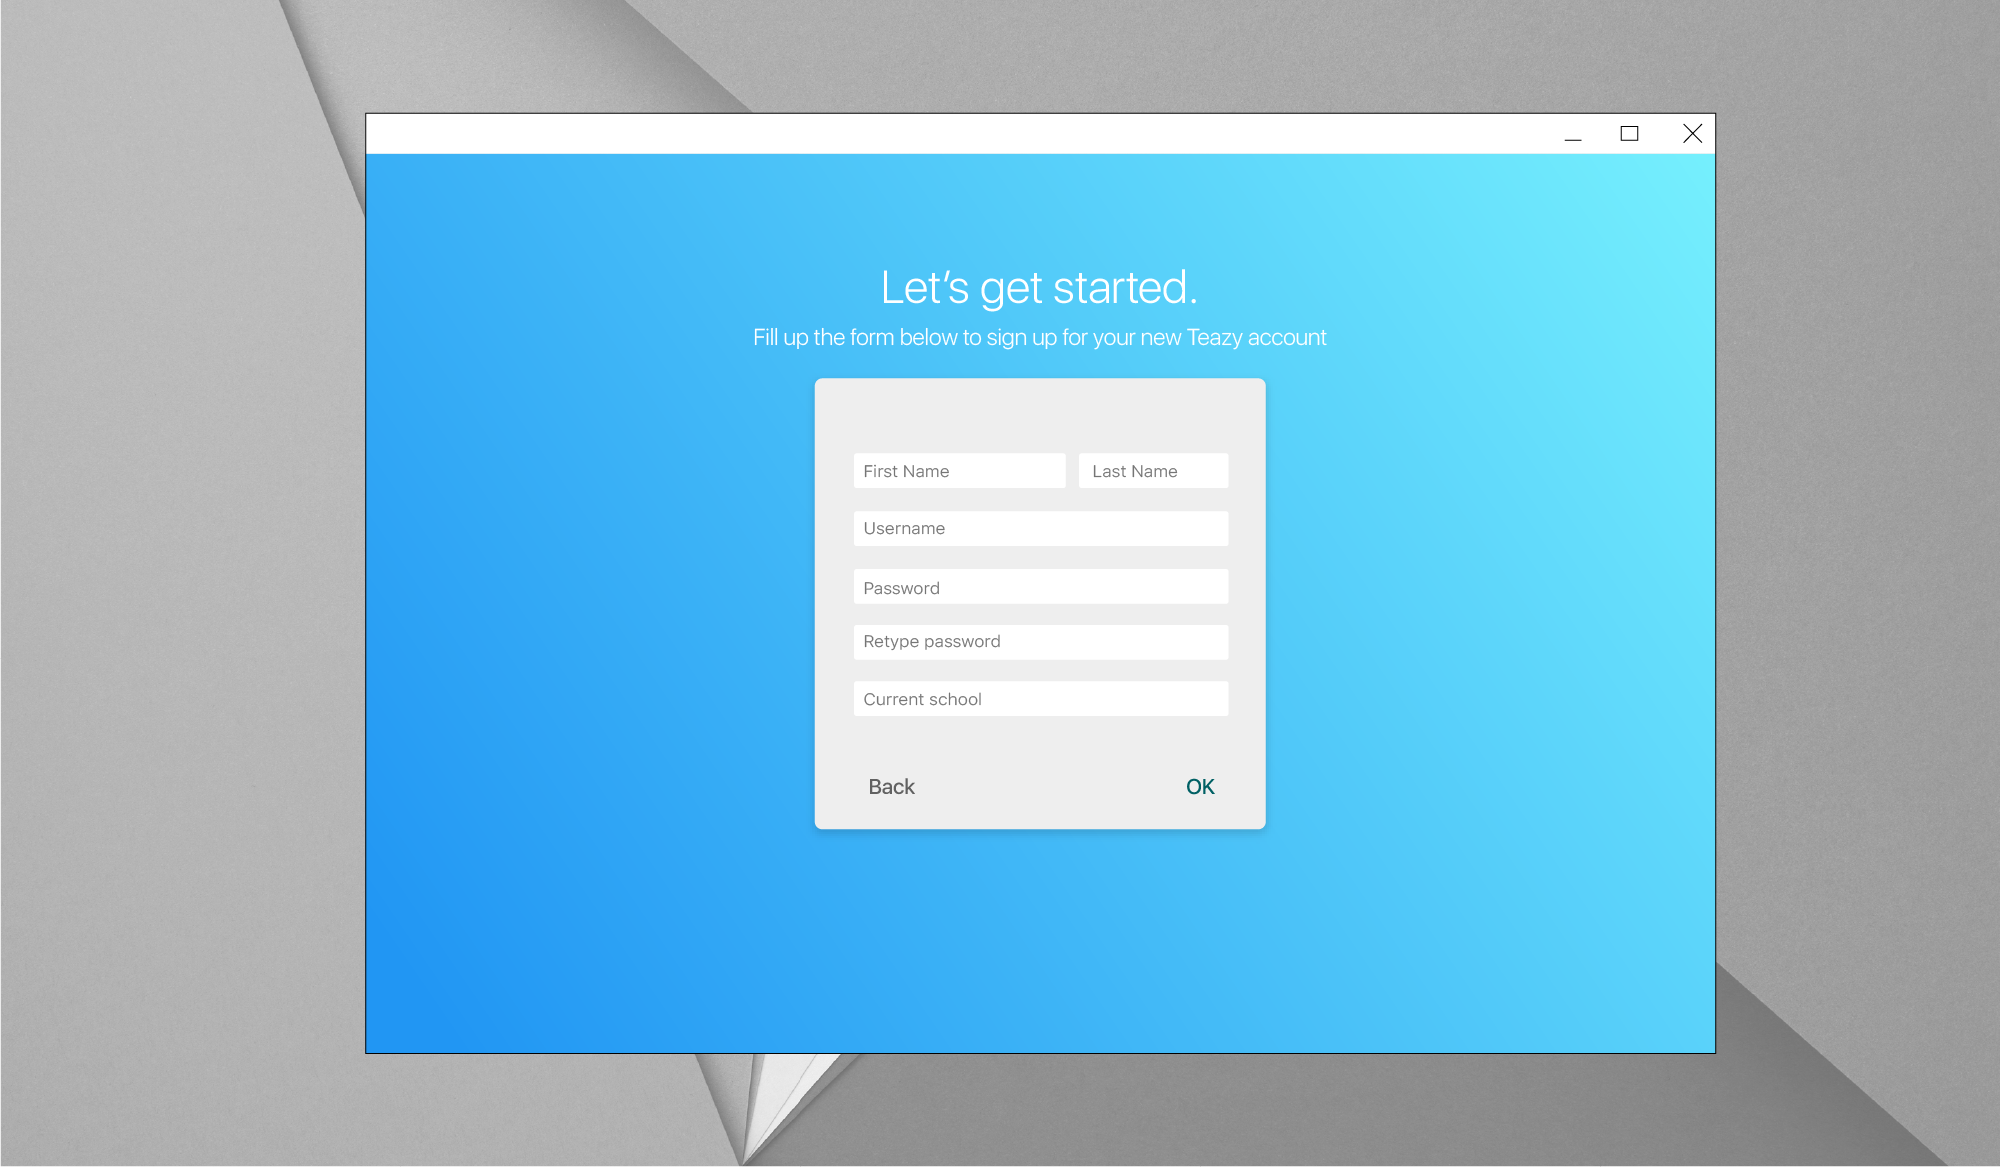 Let's get started.
Fill up the form below to sign up for your new Teazy account
First Name Last Name
Username
Password
Retype password
Current school
Back OK